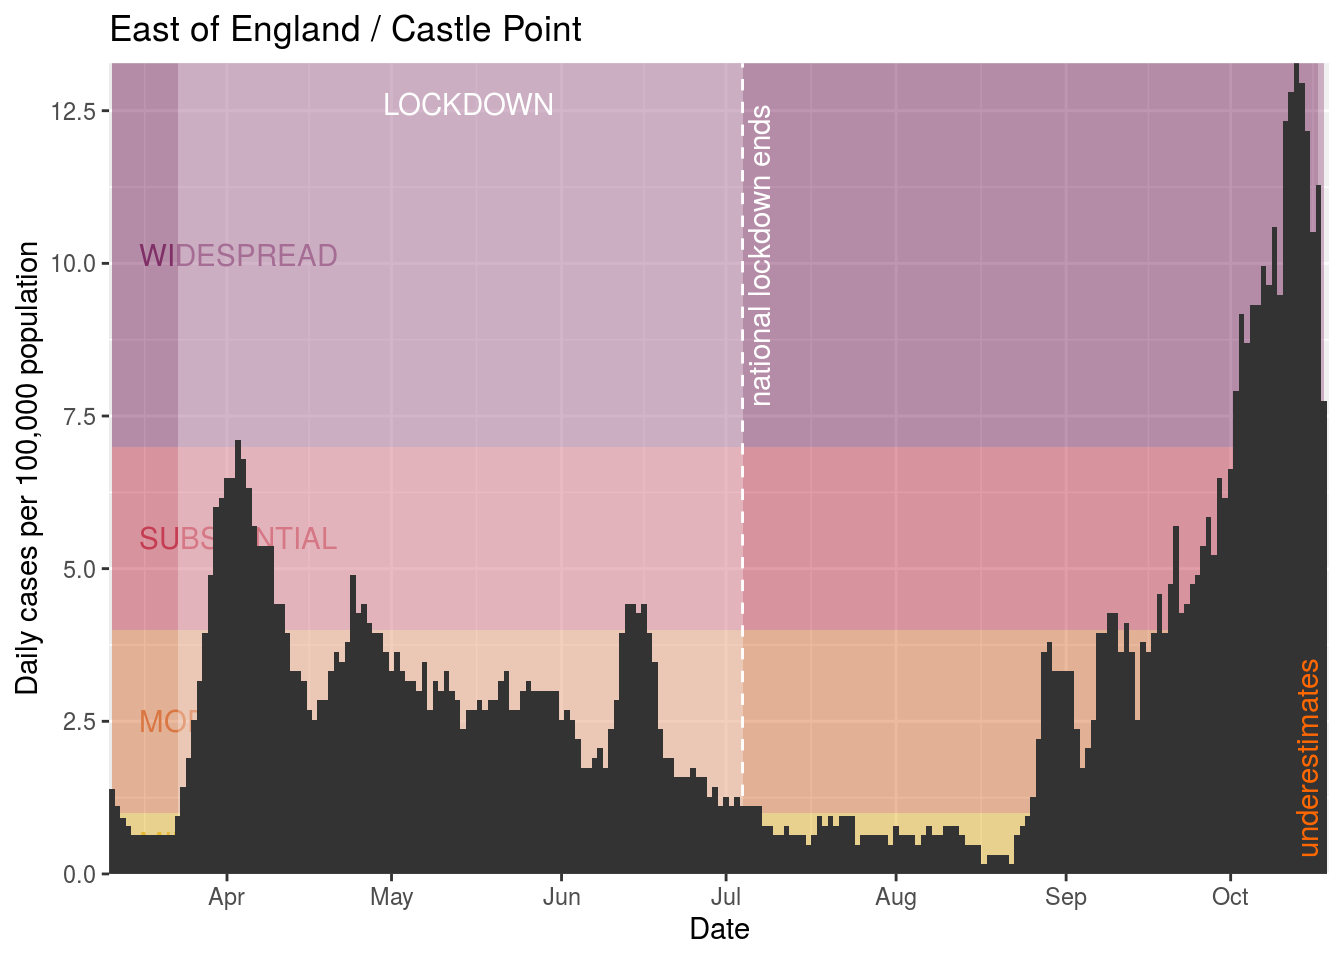 East of England / Castle Point
Daily cases per 100,000 population
12.5
10.0
7.5
5.0
2.5
0.0
LOCKDOWN
national lockdown ends
WIDESPREAD
underestimates
Apr
May
Jun
Jul
Aug
Sep
Oct
Date